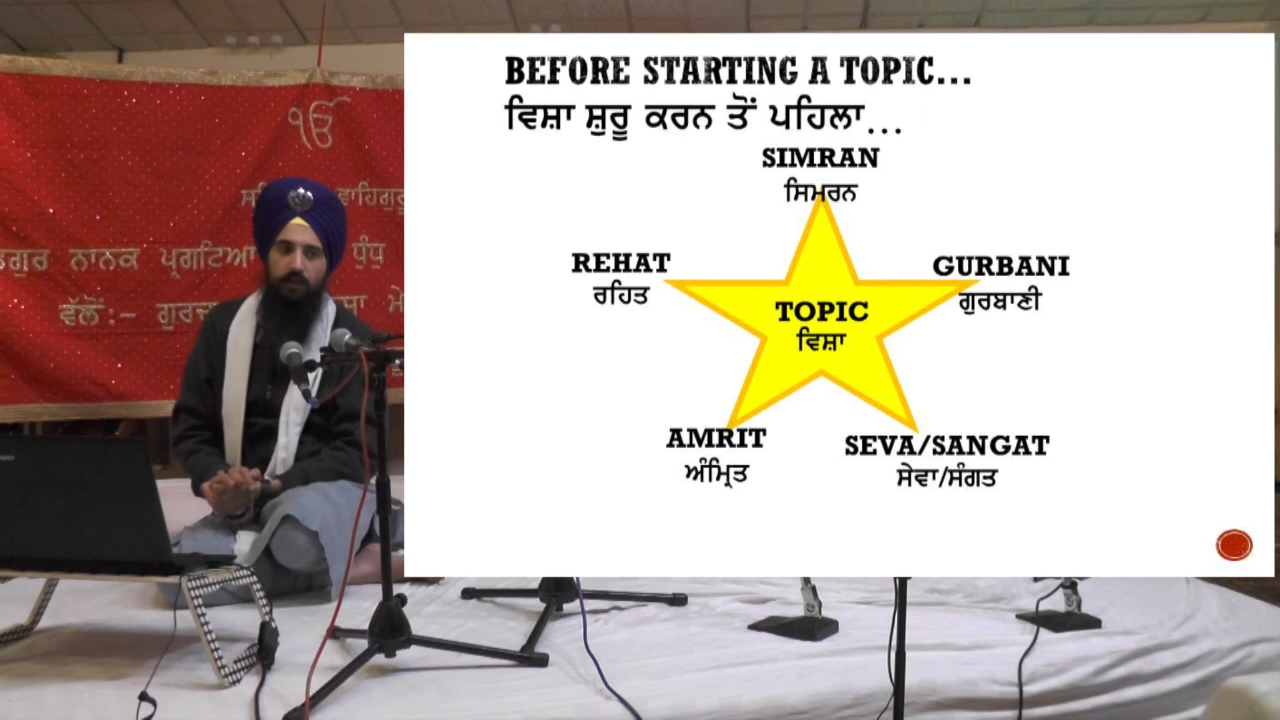 BEFORE STARTING A TOPIC...
ਵਿਸ਼ਾ ਸ਼ੁਰੂ ਕਰਨ ਤੋਂ ਪਹਿਲਾ...
SIMRAN
ਸਿਮਰਨ
REHAT
ਰਹਿਤ
GURBANI
ਗੁਰਬਾਣੀ
TOPIC
ਵਿਸ਼ਾ
AMRIT
ਅੰਮ੍ਰਿਤ
SEVA/SANGAT
ਸੇਵਾ/ਸੰਗਤ
ੴ
ਵਾਹਿਗੁਰੂ
ਨਾਨਕ ਪ੍ਰਗਟਿਆ ਧੁੰਧੁ
ਵੱਲੋਂ :-